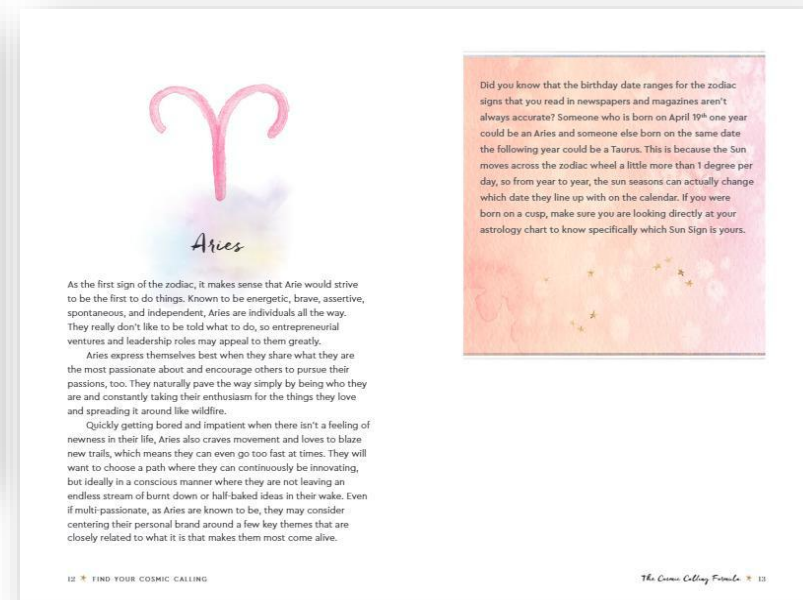 Aries
As the first sign of the zodiac, it makes sense that Arie would strive
to be the first to do things. Known to be energetic, brave, assertive,
spontaneous, and independent, Aries are individuals all the way.
They really don't like to be told what to do, so entrepreneurial
ventures and leadership roles may appeal to them greatly.
Aries express themselves best when they share what they are
the most passionate about and encourage others to pursue their
passions, too. They naturally pave the way simply by being who they
are and constantly taking their enthusiasm for the things they love
and spreading it around like wildfire.
Quickly getting bored and impatient when there isn't a feeling of
newness in their life, Aries also craves movement and loves to blaze
new trails, which means they can even go too fast at times. They will
want to choose a path where they can continuously be innovating,
but ideally in a conscious manner where they are not leaving an
endless stream of burnt down or half-baked ideas in their wake. Even
if multi-passionate, as Aries are known to be, they may consider
centering their personal brand around a few key themes that are
closely related to what it is that makes them most come alive.
12 ★ FIND YOUR COSMIC CALLING
Did you know that the birthday date ranges for the zodiac
signs that you read in newspapers and magazines aren't
always accurate? Someone who is born on April 19th one year
could be an Aries and someone else born on the same date
the following year could be a Taurus. This is because the Sun
moves across the zodiac wheel a little more than 1 degree per
day, so from year to year, the sun seasons can actually change
which date they line up with on the calendar. If you were
born on a cusp, make sure you are looking directly at your
astrology chart to know specifically which Sun Sign is yours.
The Cosmic Calling Formula ★ 13